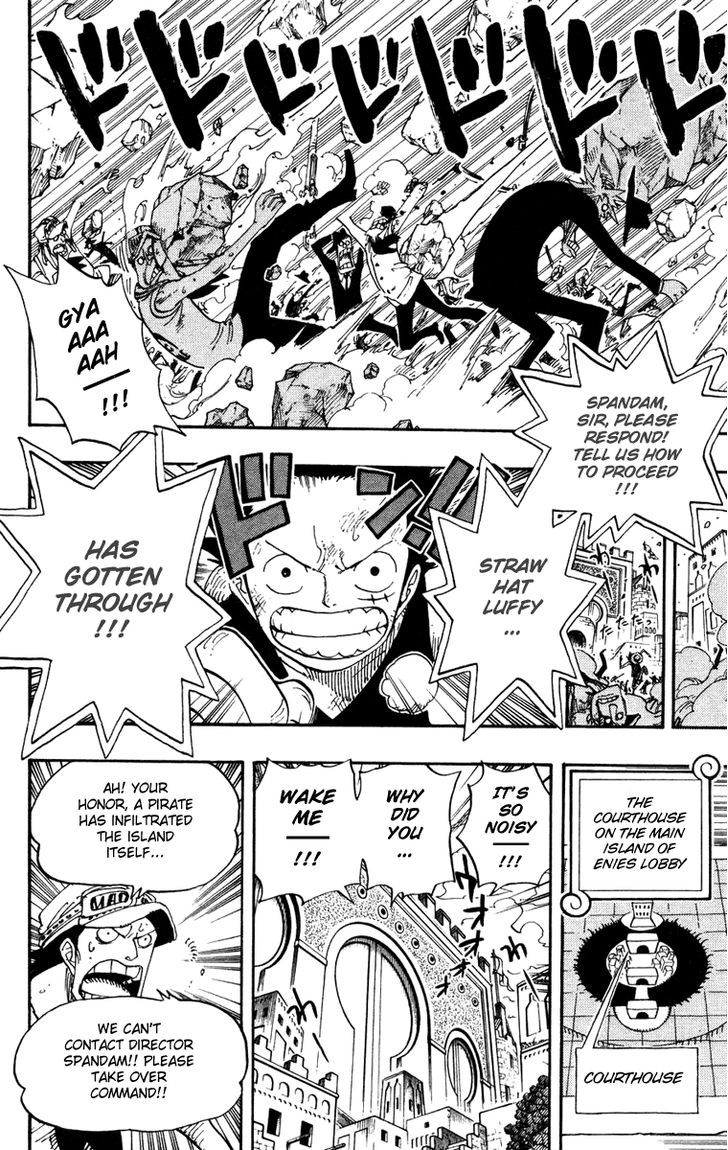 ドドドドドドド
SPANDAM,
SIR, PLEASE
RESPOND!
TELL US HOW
TO PROCEED
!!!
GYA
AAA
AAH
!!!
STRAW
HAT
LUFFY
...
ドン!!
HAS
GOTTEN
THROUGH
!!!
THE
COURTHOUSE
ON THE MAIN
ISLAND OF
ENIES LOBBY
COURTHOUSE
IT'S
SO
NOISY
!!!
WHY
DID
YOU
...
WAKE
ME
!!!
AH! YOUR
HONOR, A PIRATE
HAS INFILTRATED
THE ISLAND
ITSELF...
WE CAN'T
CONTACT DIRECTOR
SPANDAM!! PLEASE
TAKE OVER
COMMAND!!